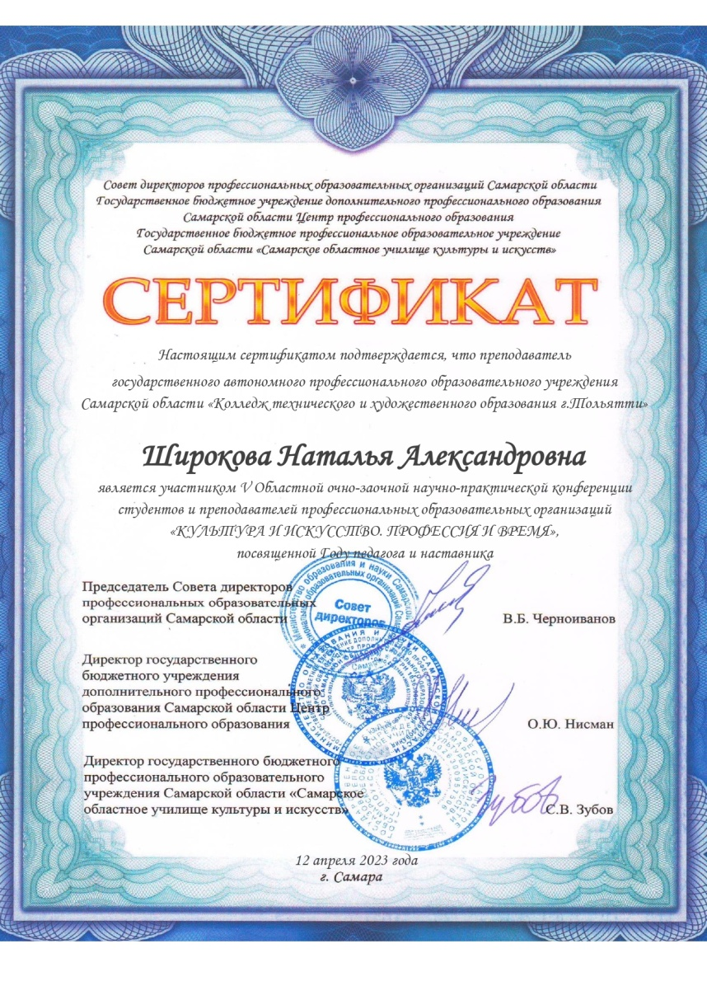 Совет директоров профессиональных образовательных организаций Самарской области
Государственное бюджетное учреждение дополнительного профессионального образования
Самарской области Центр профессионального образования
Государственное бюджетное профессиональное образовательное учреждение
Самарской области «Самарское областное училище культуры и искусств»
СЕРТИФИКАТ
Настоящим сертификатом подтверждается, что преподаватель
государственного автономного профессионального образовательного учреждения
Самарской области «Колледж технического и художественного образования г.Тольятти»
Широкова Наталья Александровна
является участником V Областной очно-заочной научно-практической конференции
студентов и преподавателей профессиональных образовательных организаций
«КУЛЬТУРА И ИСКУССТВО. ПРОФЕССИЯ И ВРЕМЯ»,
посвященной Году педагога и наставника
Председатель Совета директоров
профессиональных образовательных
организаций Самарской области
В.Б. Черноиванов
Совет
директоров
Директор государственного
бюджетного учреждения
дополнительного профессионального
образования Самарской области Центр
профессионального образования
О.Ю. Нисман
Директор государственного бюджетного
профессионального образовательного
учреждения Самарской области «Самарское
областное училище культуры и искусств»
С.В. Зубов
12 апреля 2023 года
г. Самара